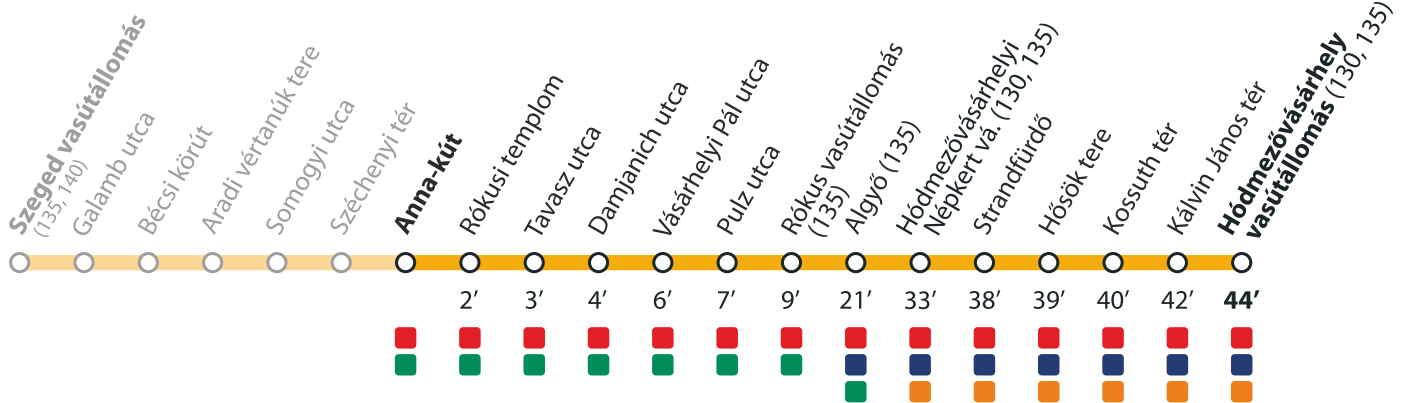 Szeged vasútállomás
(135, 140)
Galamb utca
Bécsi körút
Aradi vértanúk tere
Somogyi utca
Széchenyi tér
Anna-kút
Rókusi templom
Tavasz utca
Damjanich utca
Vásárhelyi Pál utca
Pulz utca
Rókus vasútállomás
(135)
Algyő (135)
Hódmezővásárhelyi
Népkert vá. (130, 135)
Strandfürdő
Hősök tere
Kossuth tér
Kálvin János tér
Hódmezővásárhely
vasútállomás (130, 135)
2’ 3’ 4’ 6’ 7’ 9’ 21’ 33’ 38’ 39’ 40’ 42’ 44’